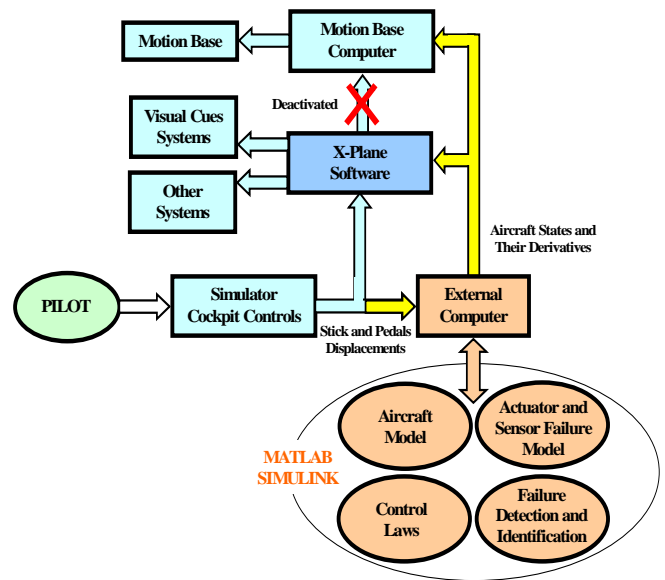 Motion Base
Motion Base
Computer
Deactivated
Visual Cues
Systems
X-Plane
Software
Other
Systems
Aircraft States and
Their Derivatives
PILOT
Simulator
Cockpit Controls
External
Computer
Stick and Pedals
Displacements
Aircraft
Model
Actuator and
Sensor Failure
Model
MATLAB
SIMULINK
Control
Laws
Failure
Detection and
Identification